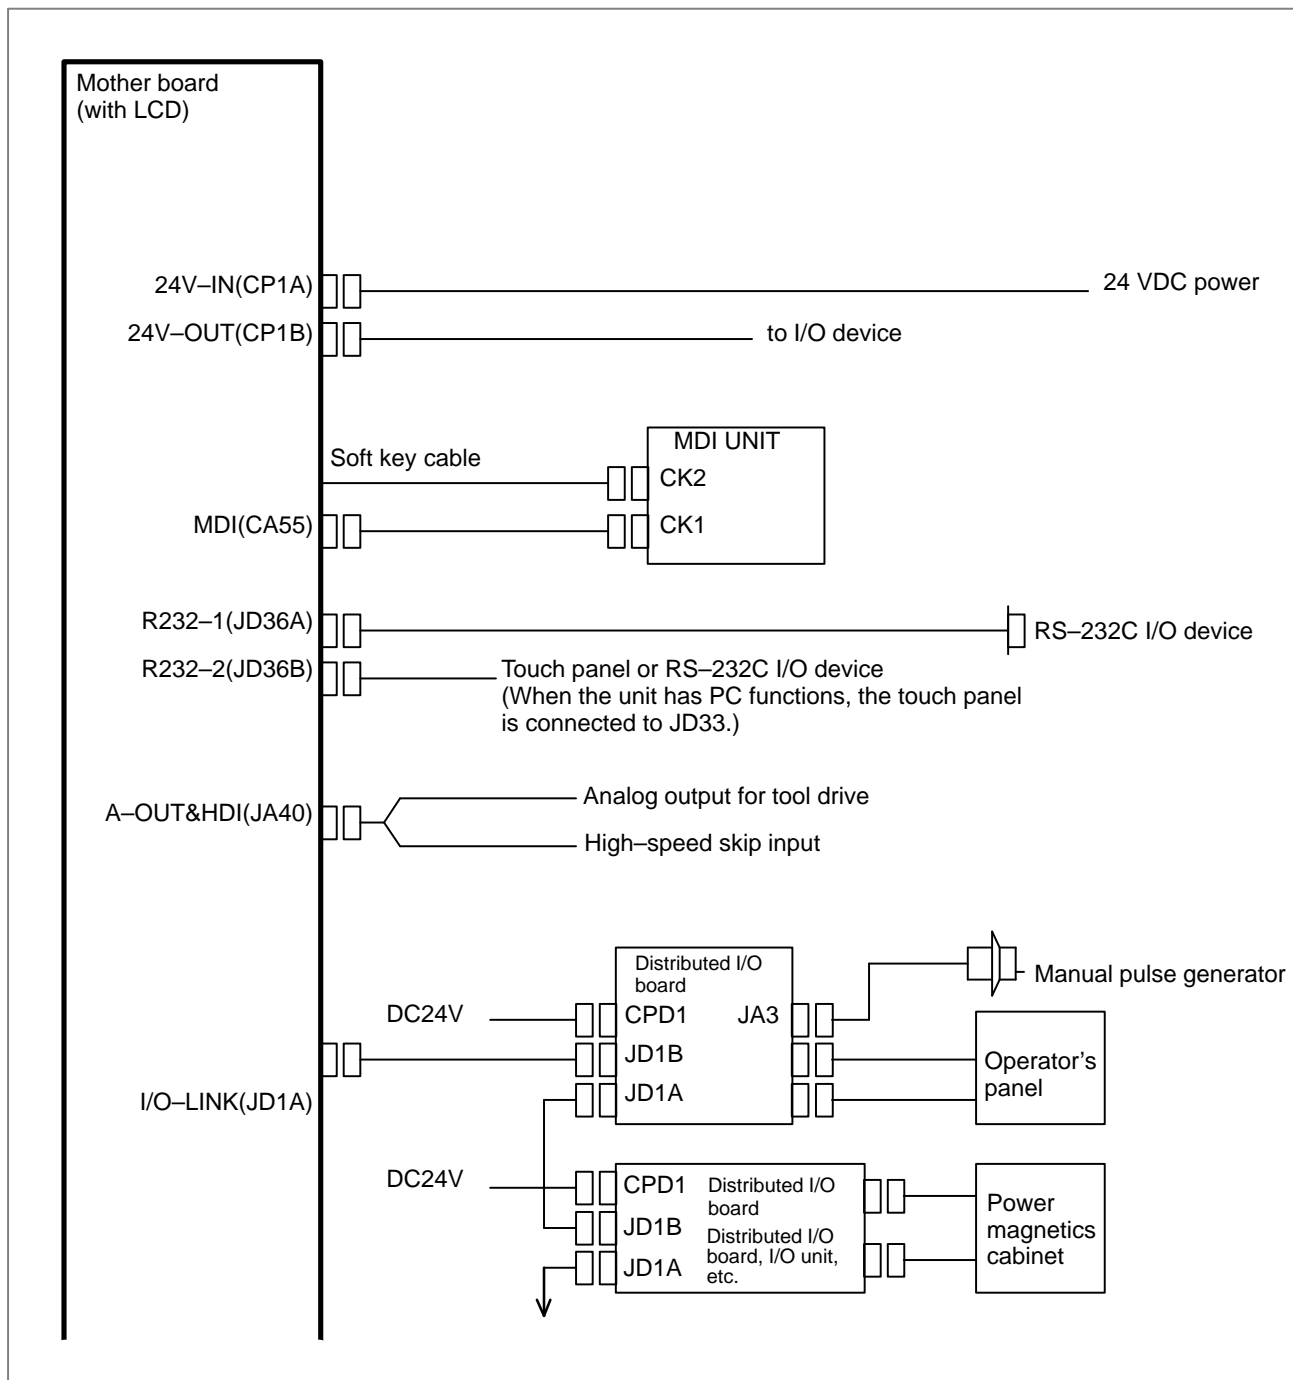 Mother board
(with LCD)
24V–IN(CP1A)
24 VDC power
24V–OUT(CP1B)
to I/O device
MDI UNIT
Soft key cable
CK2
MDI(CA55)
CK1
R232–1(JD36A)
RS–232C I/O device
R232–2(JD36B)
Touch panel or RS–232C I/O device
(When the unit has PC functions, the touch panel
is connected to JD33.)
A–OUT&HDI(JA40)
Analog output for tool drive
High–speed skip input
Distributed I/O
board
Manual pulse generator
DC24V
CPD1
JA3
JD1B
JD1A
Operator’s
panel
I/O–LINK(JD1A)
DC24V
CPD1
JD1B
JD1A
Distributed I/O
board
Distributed I/O
board, I/O unit,
etc.
Power
magnetics
cabinet